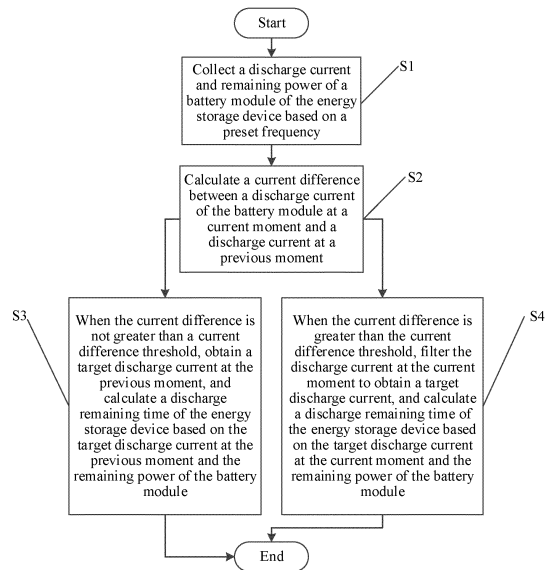 Start
Collect a discharge current
and remaining power of a
battery module of the energy
storage device based on a
preset frequency
S1
Calculate a current difference
between a discharge current
of the battery module at a
current moment and a
discharge current at a
previous moment
S2
S3
When the current difference is
not greater than a current
difference threshold, obtain a
target discharge current at the
previous moment, and
calculate a discharge
remaining time of the energy
storage device based on the
target discharge current at the
previous moment and the
remaining power of the battery
module
When the current difference is
greater than the current
difference threshold, filter the
discharge current at the current
moment to obtain a target
discharge current, and calculate
a discharge remaining time of
the energy storage device based
on the target discharge current
at the current moment and the
remaining power of the battery
module
S4
End